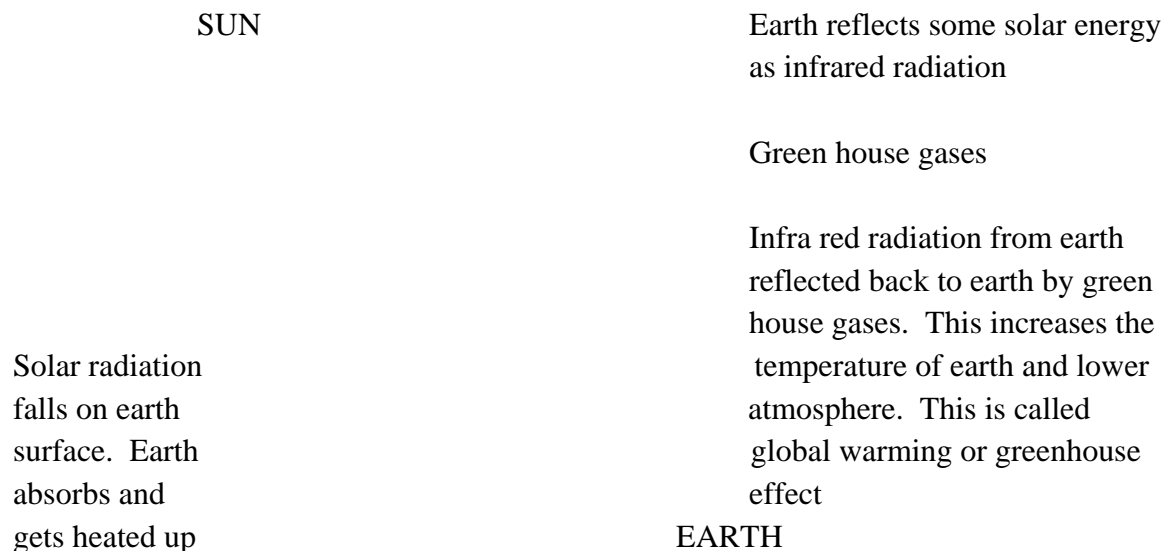 SUN
Earth reflects some solar energy
as infrared radiation
Green house gases
Infra red radiation from earth
reflected back to earth by green
house gases.  This increases the
temperature of earth and lower
atmosphere.  This is called
global warming or greenhouse
effect
Solar radiation
falls on earth
surface.  Earth
absorbs and
gets heated up
EARTH